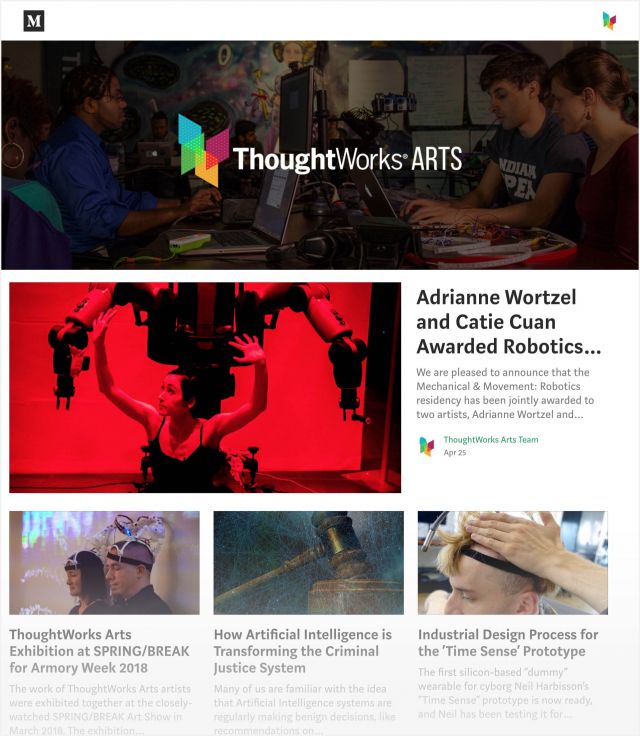 M
ThoughtWorks® ARTS
INDIAN
OPEN
Adrianne Wortzel
and Catie Cuan
Awarded Robotics...
We are pleased to announce that the
Mechanical & Movement: Robotics
residency has been jointly awarded to
two artists, Adrianne Wortzel and...
ThoughtWorks Arts Team
Apr 25
ThoughtWorks Arts
Exhibition at SPRING/BREAK
for Armory Week 2018
The work of ThoughtWorks Arts artists
were exhibited together at the closely-
watched SPRING/BREAK Art Show in
March 2018. The exhibition...
How Artificial Intelligence is
Transforming the Criminal
Justice System
Many of us are familiar with the idea
that Artificial Intelligence systems are
regularly making benign decisions, like
recommendations on...
Industrial Design Process for
the 'Time Sense' Prototype
The first silicon-based "dummy"
wearable for cyborg Neil Harbisson's
"Time Sense" prototype is now ready,
and Neil has been testing it for...